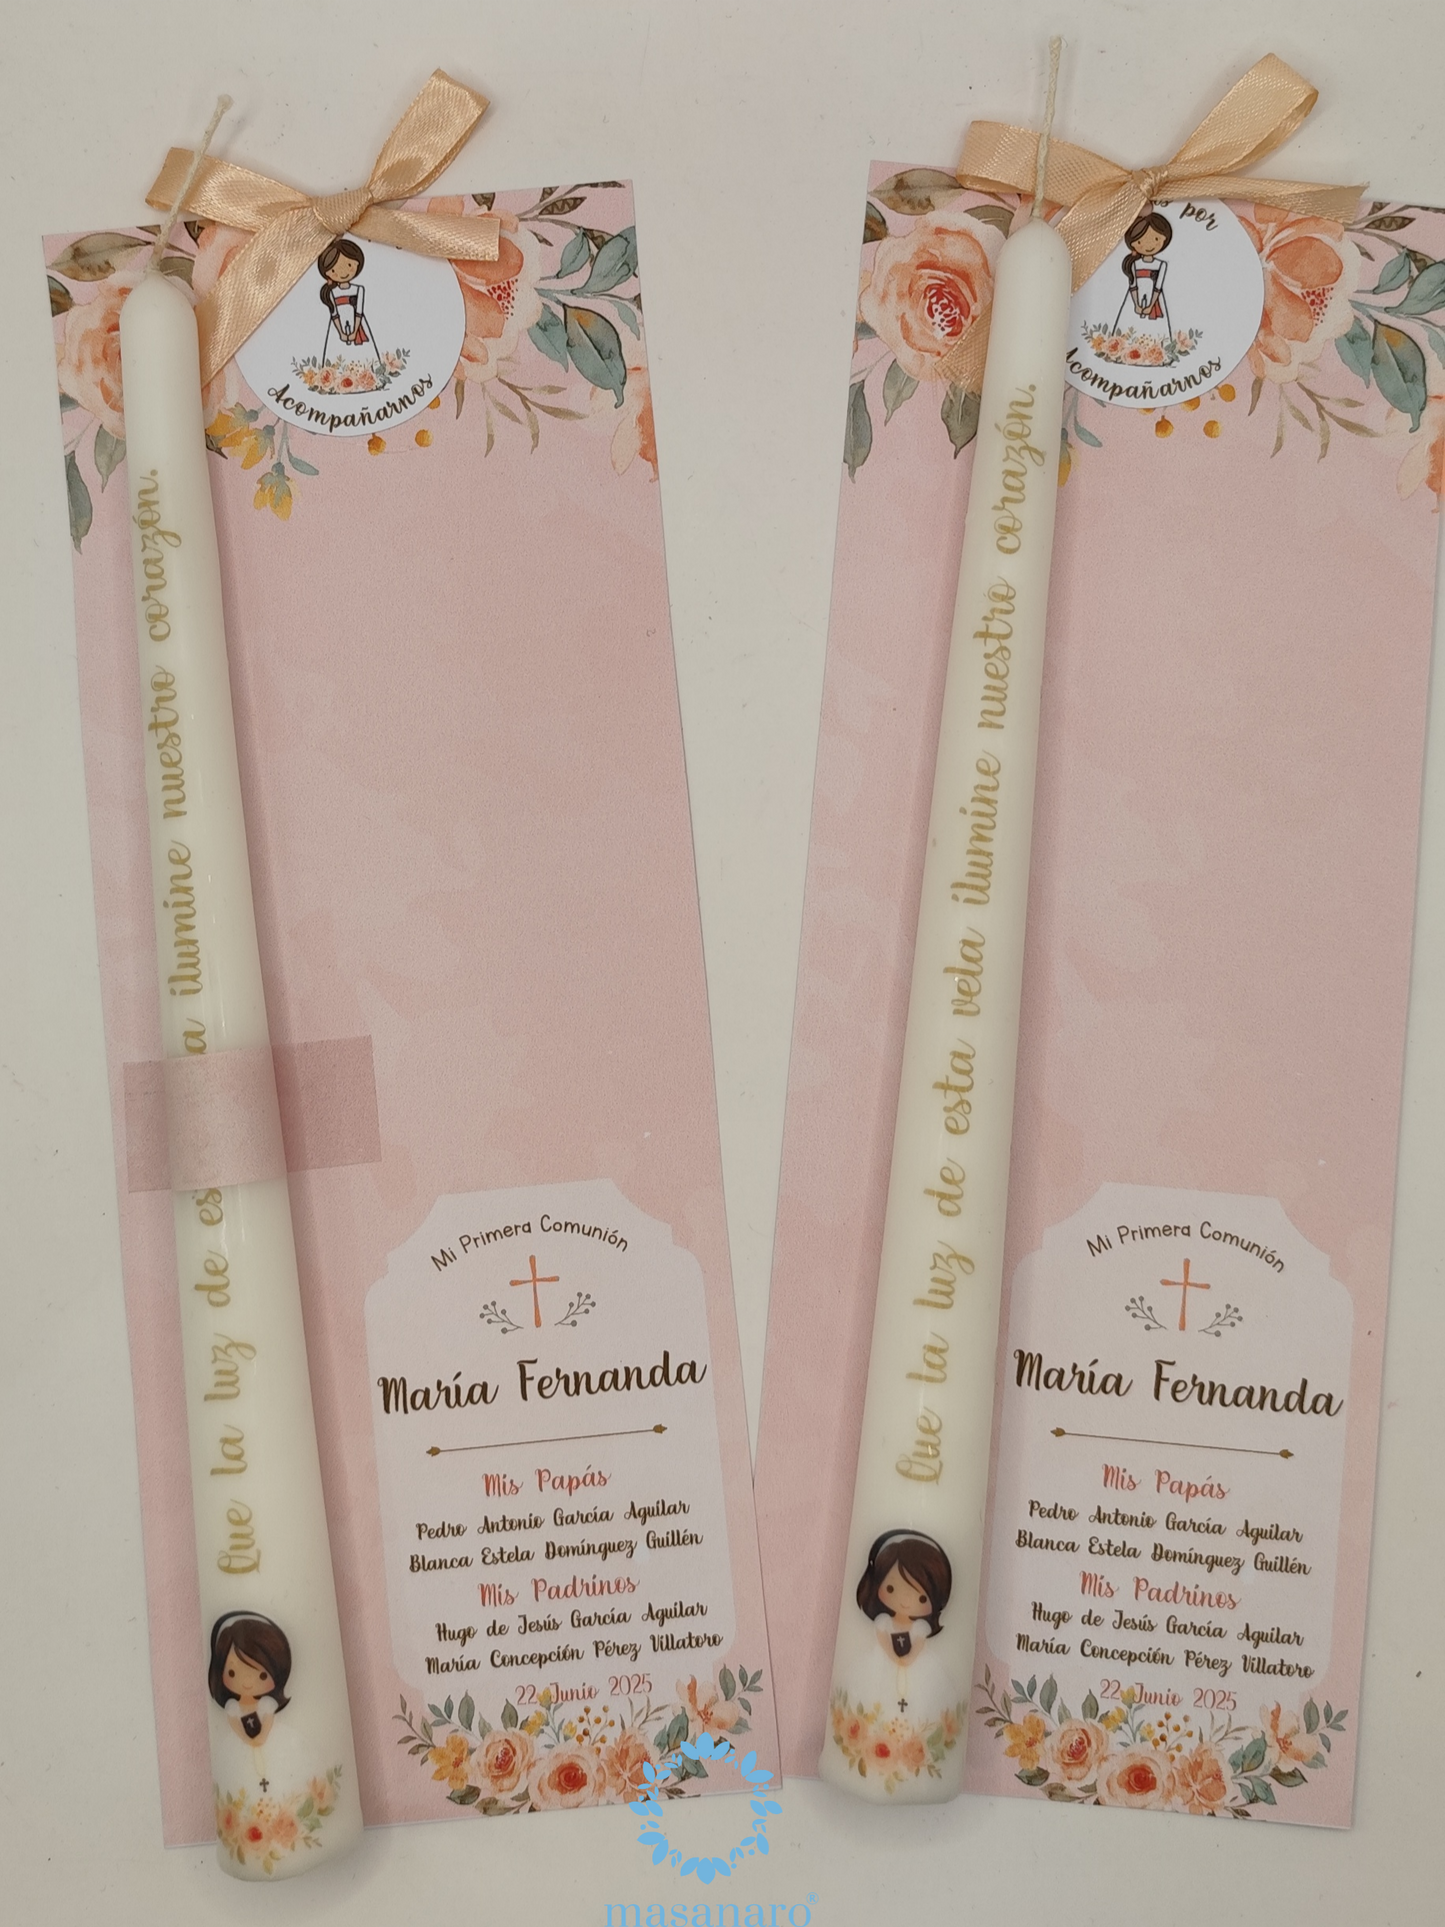 Acompañarnos
Que la luz de es
a ilumine nuestro corazón.
Mi Primera Comunión
María Fernanda
Mis Papás
Pedro Antonio García Aguilar
Blanca Estela Domínguez Guillén
Mis Padrinos
Hugo de Jesús García Aguilar
María Concepción Pérez Villatoro
22 Junio 2025
por
Acompañarnos
Que la luz de esta vela ilumine nuestro corazón.
Mi Primera Comunión
María Fernanda
Mis Papás
Pedro Antonio García Aguilar
Blanca Estela Domínguez Guillén
Mis Padrinos
Hugo de Jesús García Aguilar
María Concepción Pérez Villatoro
22 Junio 2025
masanaro®